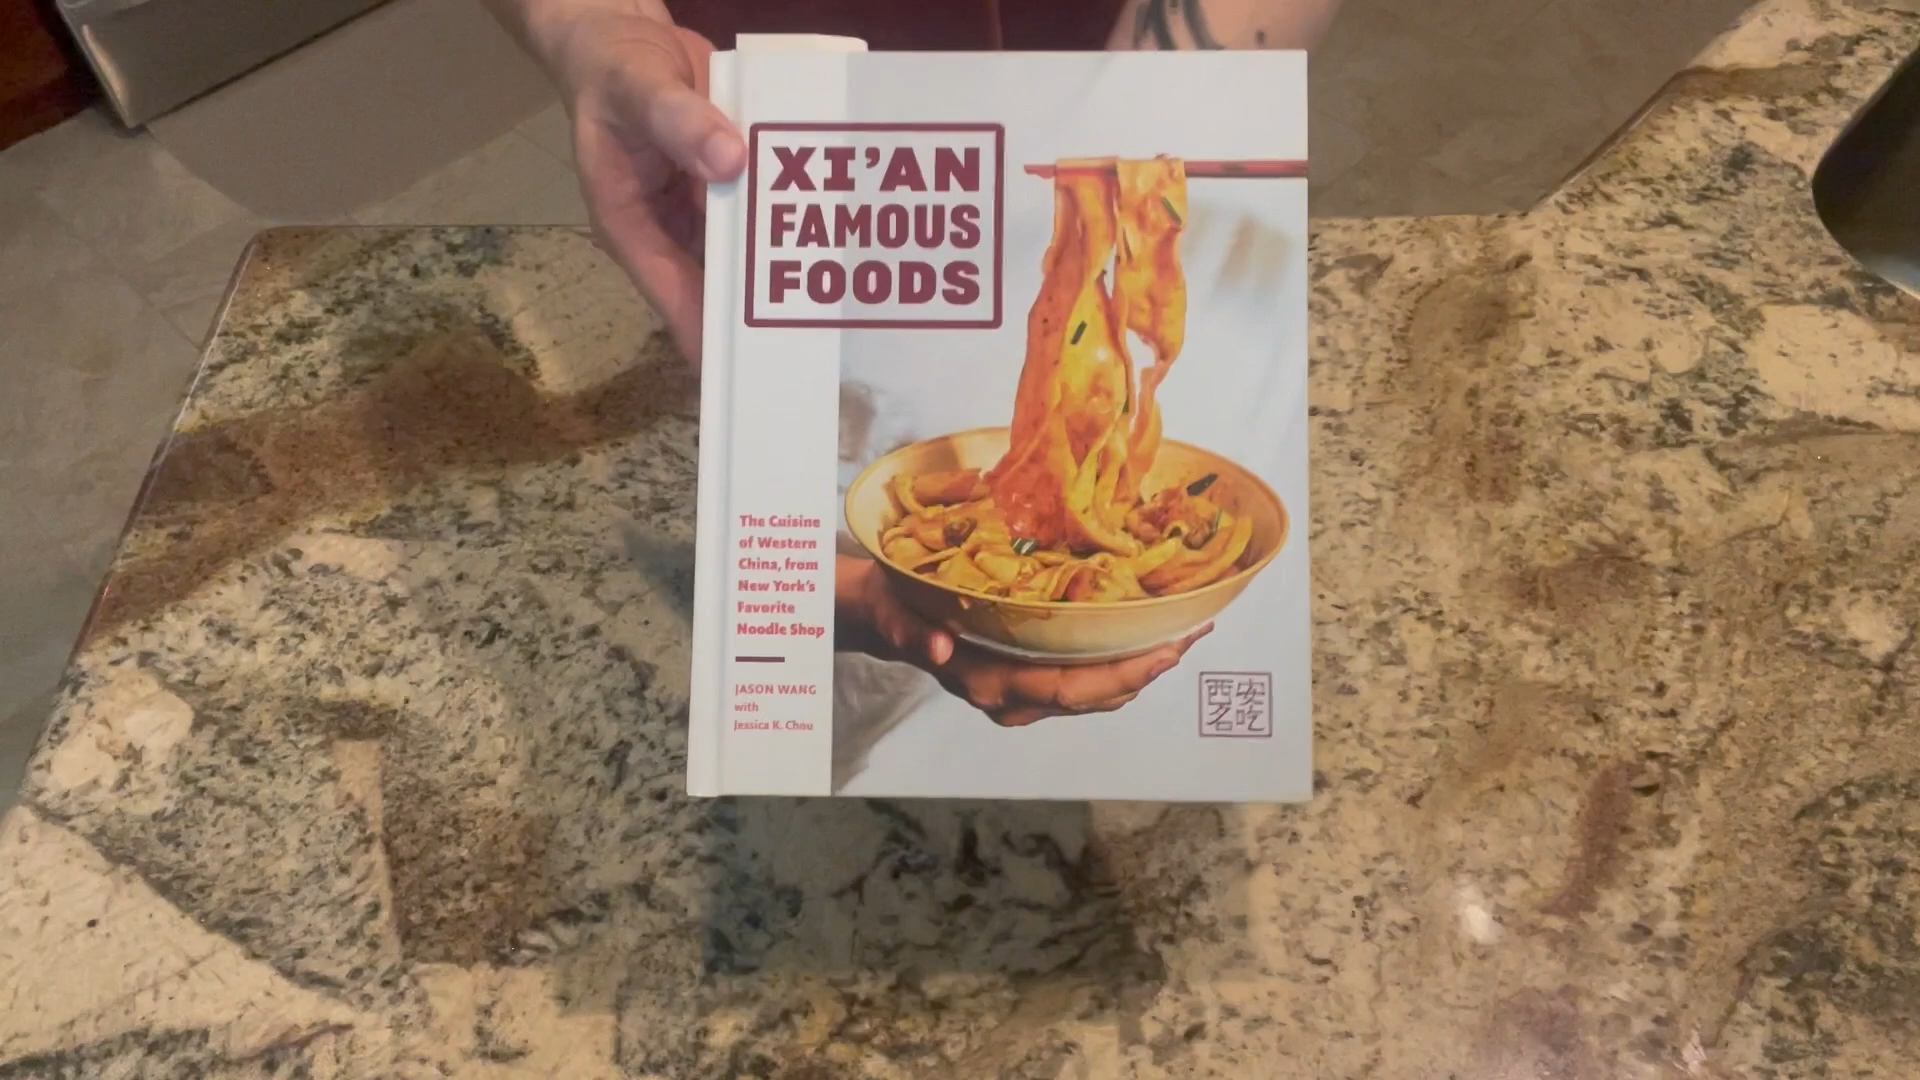 XI'AN
FAMOUS
FOODS
The Cuisine
of Western
China, from
New York's
Favorite
Noodle Shop
JASON WANG
with
Jessica K. Chou
西安
名吃